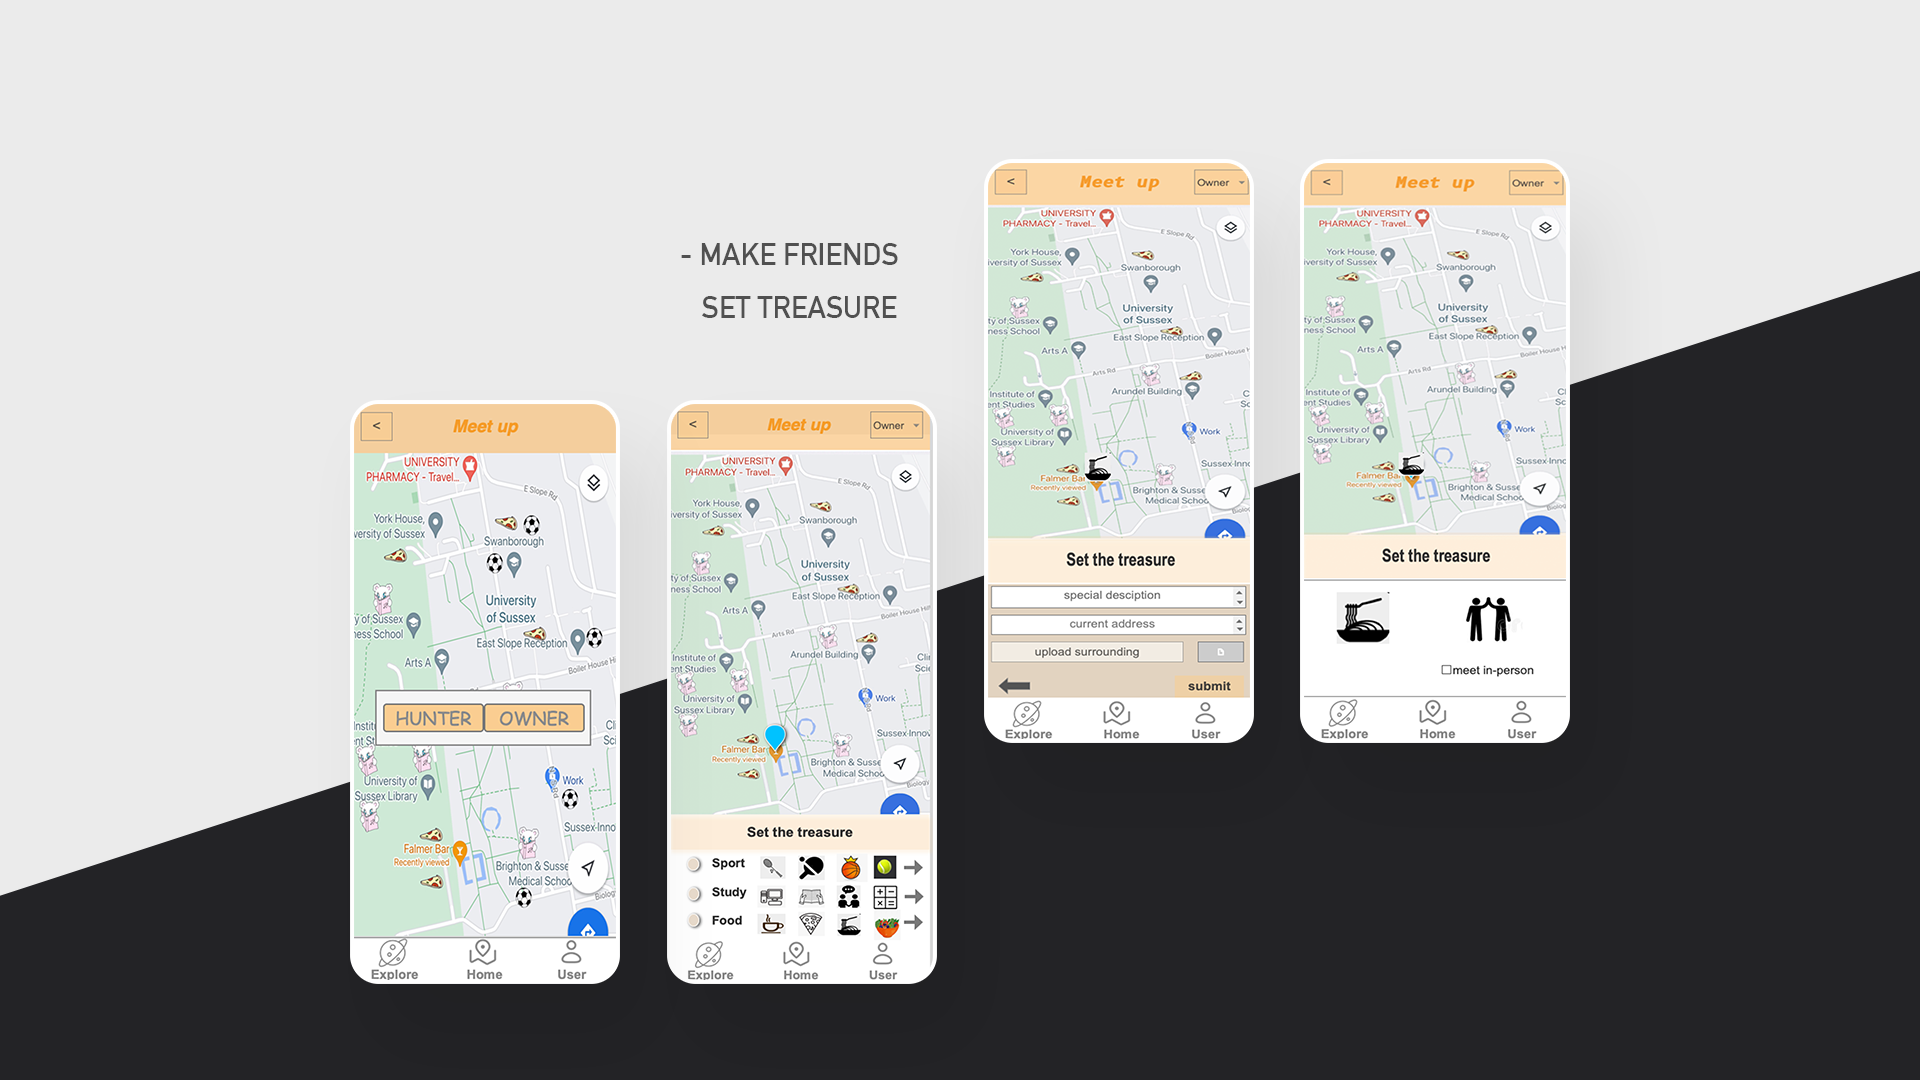 - MAKE FRIENDS
SET TREASURE
<
Meet up
UNIVERSITY
PHARMACY - Travel...
E Slope Rd
York House,
versity of Sussex
Swanborough
University
of Sussex
y of Sussex
ness School
East Slope Reception
Arts A
Boiler House H
HUNTER
OWNER
Instit
Cli
Sc
University of
Sussex Library
Work
Rd
Sussex Inno
Falmer Bar
Recently viewed
Brighton & Susse
Medical Schoo
Biolog
Explore
Home
User
<
Meet up
Owner
UNIVERSITY
PHARMACY - Travel...
E Slope Rd
York House,
iversity of Sussex
Swanborough
University
of Sussex
ty of Sussex
ness School
East Slope Reception
Arts A
Boiler House Hi
Arts Rd
Arundel Building
Institute of
ent Studies
Cli
Sci
University of
Sussex Library
Work
Rd
Sussex Innov
Falmer Bar
Recently viewed
Brighton & Susse
Medical Schoo
Biology
Set the treasure
Sport
Study
Food
Explore
Home
User
<
Meet up
Owner
UNIVERSITY
PHARMACY - Travel...
E Slope Rd
York House,
iversity of Sussex
Swanborough
University
of Sussex
ty of Sussex
ness School
East Slope Reception
Arts A
Boiler House H
Arts Rd
Arundel Building
Institute of
ent Studies
C
Sc
University of
Sussex Library
Work
Rd
Sussex Inno
Falmer Bar
Recently viewed
Brighton & Susse
Medical Schoo
Set the treasure
special desciption
current address
upload surrounding
submit
Explore
Home
User
<
Meet up
Owner
UNIVERSITY
PHARMACY - Travel...
E Slope Rd
York House,
iversity of Sussex
Swanborough
University
of Sussex
ty of Sussex
ness School
East Slope Reception
Arts A
Boiler House H
Arts Rd
Arundel Building
Institute of
ent Studies
Cl
Sc
University of
Sussex Library
Work
Rd
Sussex Inno
Falmer Bar
Recently viewed
Brighton & Susse
Medical Schoo
Set the treasure
meet in-person
Explore
Home
User